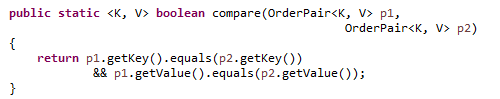 public static <K, V> boolean compare(OrderPair<K, V> p1,
                                     OrderPair<K, V> p2)
{
    return p1.getKey().equals(p2.getKey())
            && p1.getValue().equals(p2.getValue());
}